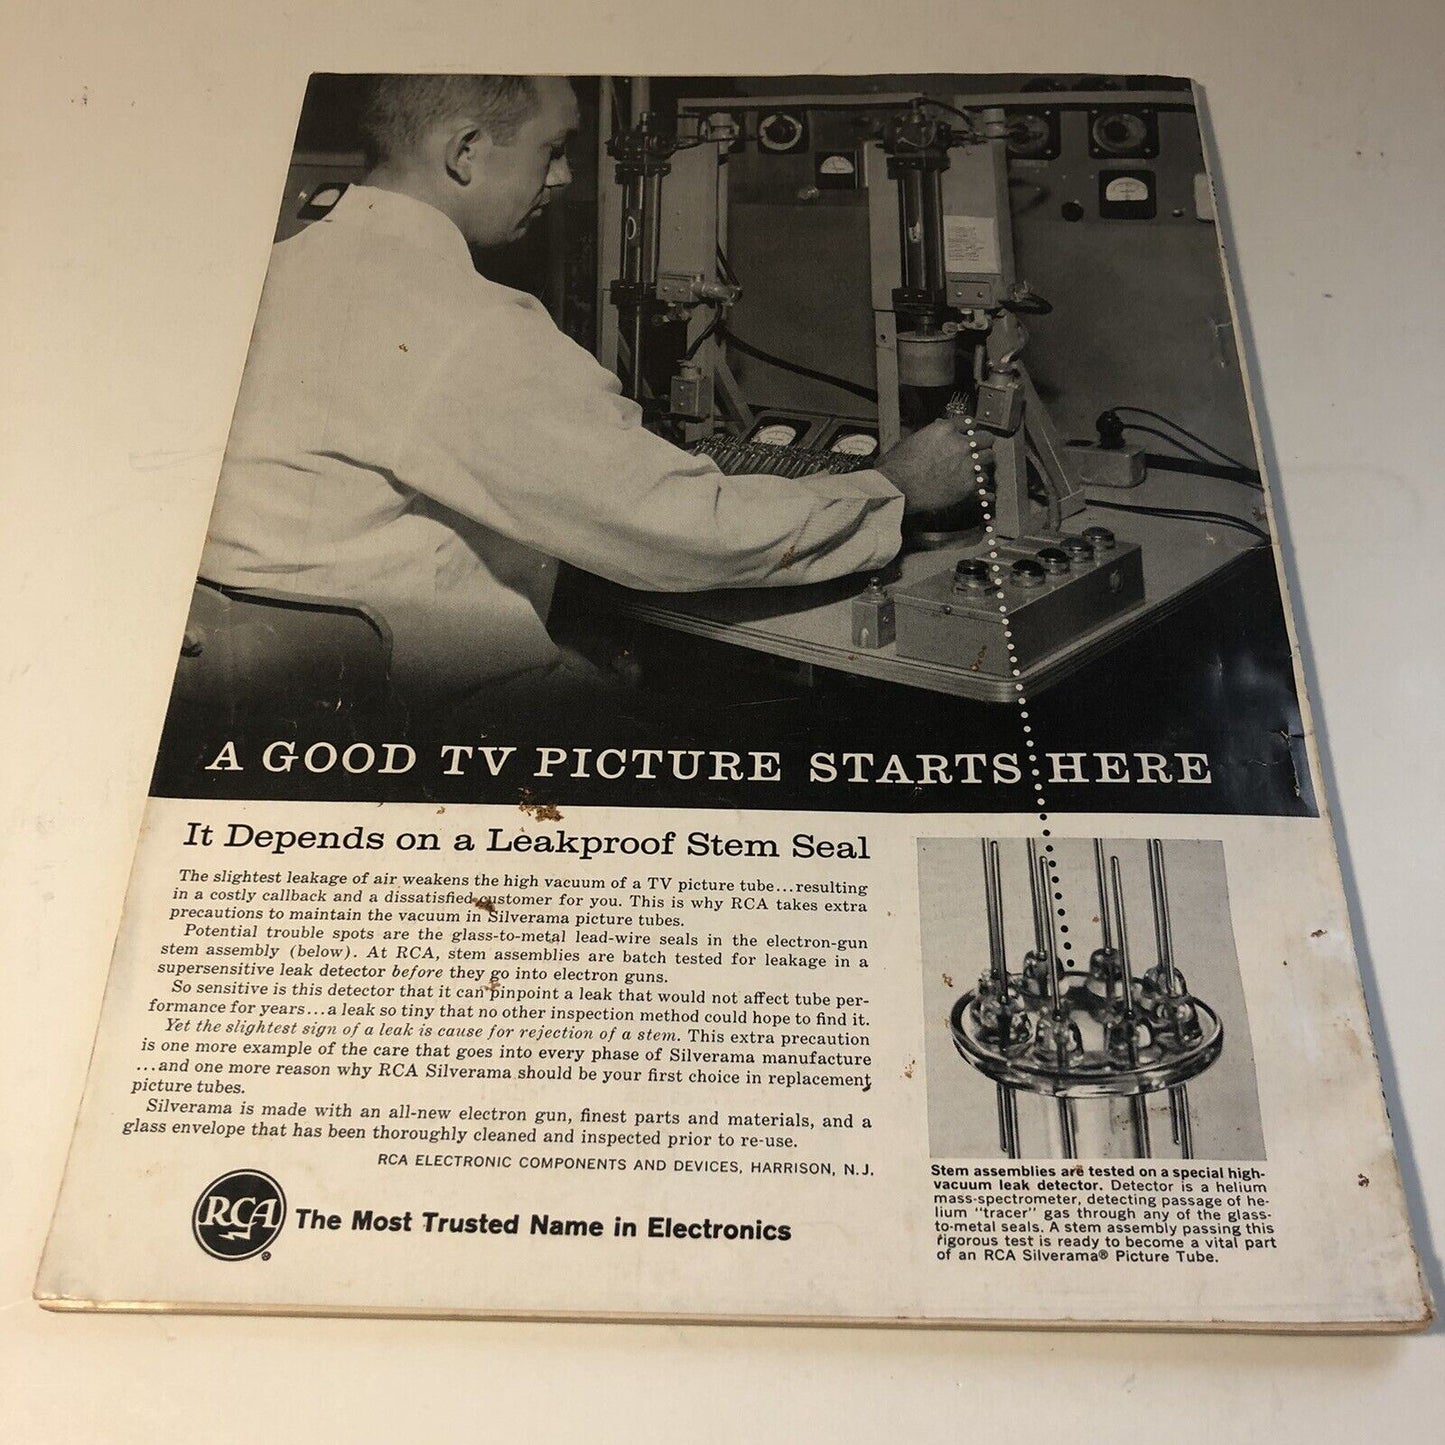 A GOOD TV PICTURE STARTS HERE
It Depends on a Leakproof Stem Seal
The slightest leakage of air weakens the high vacuum of a TV picture tube...resulting
in a costly callback and a dissatisfied customer for you. This is why RCA takes extra
precautions to maintain the vacuum in Silverama picture tubes.
Potential trouble spots are the glass-to-metal lead-wire seals in the electron-gun
stem assembly (below). At RCA, stem assemblies are batch tested for leakage in a
supersensitive leak detector before they go into electron guns.
So sensitive is this detector that it can pinpoint a leak that would not affect tube per-
formance for years...a leak so tiny that no other inspection method could hope to find it.
Yet the slightest sign of a leak is cause for rejection of a stem. This extra precaution
is one more example of the care that goes into every phase of Silverama manufacture
...and one more reason why RCA Silverama should be your first choice in replacement
picture tubes.
Silverama is made with an all-new electron gun, finest parts and materials, and a
glass envelope that has been thoroughly cleaned and inspected prior to re-use.
RCA ELECTRONIC COMPONENTS AND DEVICES, HARRISON, N.J.
RCA ®
The Most Trusted Name in Electronics
Stem assemblies are tested on a special high-
vacuum leak detector. Detector is a helium
mass-spectrometer, detecting passage of he-
lium "tracer" gas through any of the glass-
to-metal seals. A stem assembly passing this
rigorous test is ready to become a vital part
of an RCA Silverama® Picture Tube.